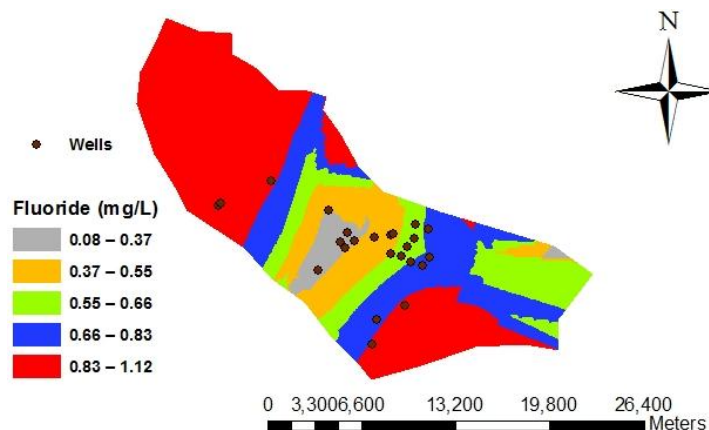 N
Wells
Fluoride (mg/L)
0.08 – 0.37
0.37 – 0.55
0.55 – 0.66
0.66 – 0.83
0.83 – 1.12
0 3,3006,600 13,200 19,800 26,400
Meters